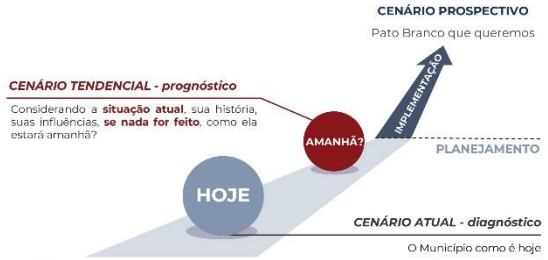 CENÁRIO PROSPECTIVO
Pato Branco que queremos
CENÁRIO TENDENCIAL - prognóstico
Considerando a situação atual, sua história,
suas influências, se nada for feito, como ela
estará amanhã?
IMPLEMENTAÇÃO
AMANHÃ?
PLANEJAMENTO
HOJE
CENÁRIO ATUAL - diagnóstico
O Município como é hoje